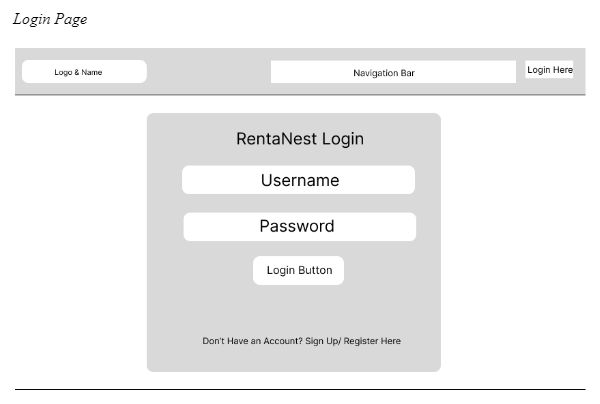 Login Page
Logo & Name
Navigation Bar
Login Here
RentaNest Login
Username
Password
Login Button
Don't Have an Account? Sign Up/ Register Here